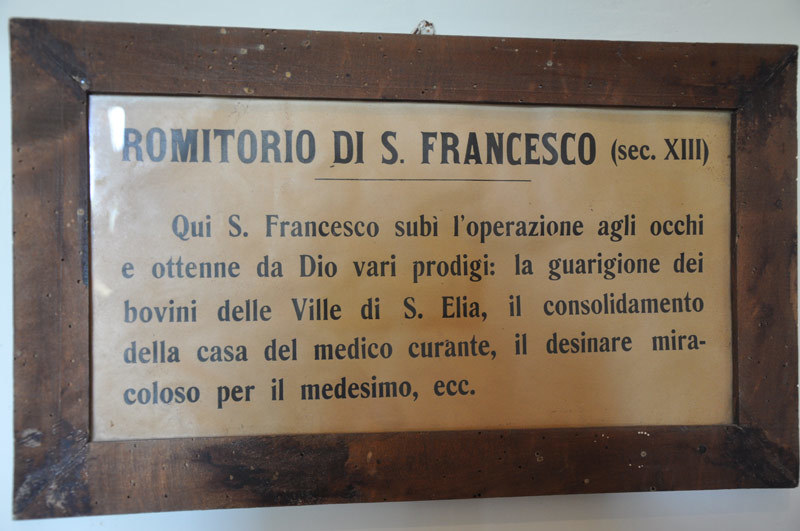 ROMITORIO DI S. FRANCESCO (sec. XIII)
Qui S. Francesco subì l'operazione agli occhi
e ottenne da Dio vari prodigi: la guarigione dei
bovini delle Ville di S. Elia, il consolidamento
della casa del medico curante, il desinare mira-
coloso per il medesimo, ecc.